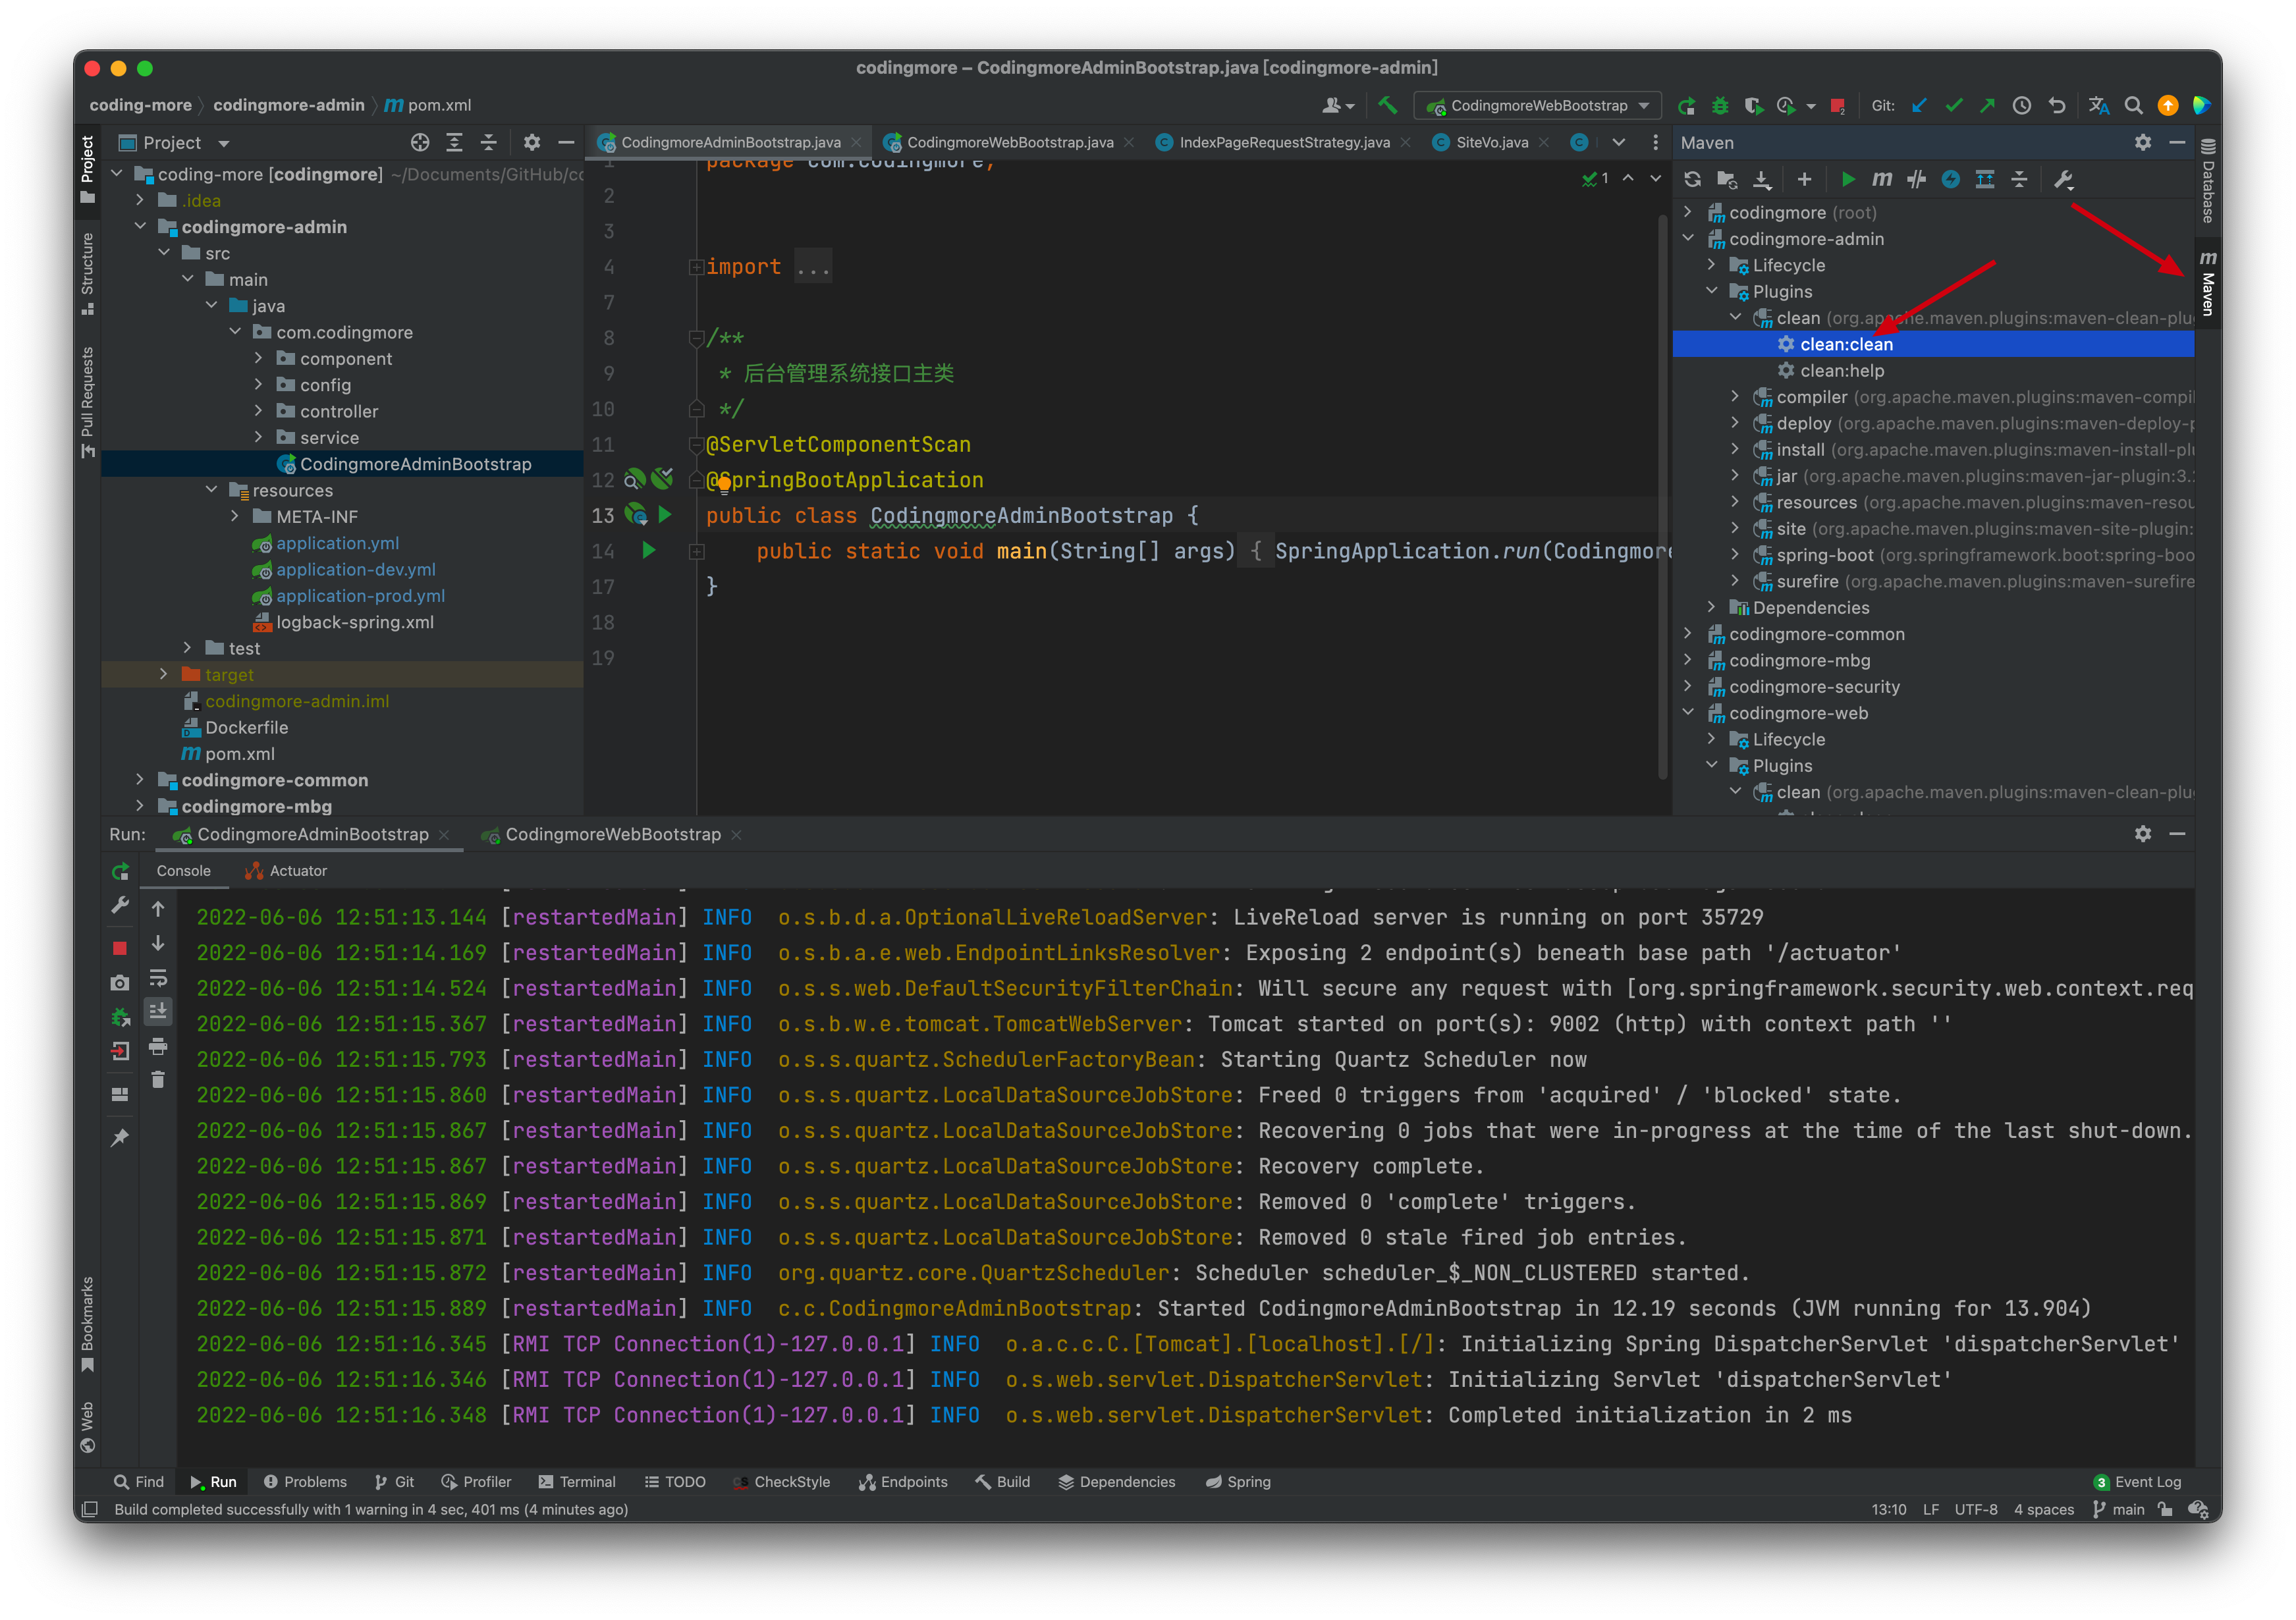 codingmore – CodingmoreAdminBootstrap.java [codingmore-admin]
coding-more
codingmore-admin
pom.xml
CodingmoreWebBootstrap
Git:
Project
Structure
Pull Requests
Bookmarks
Web
Project
coding-more [codingmore] ~/Documents/GitHub/co
.idea
codingmore-admin
src
main
java
com.codingmore
component
config
controller
service
CodingmoreAdminBootstrap
resources
META-INF
application.yml
application-dev.yml
application-prod.yml
logback-spring.xml
test
target
codingmore-admin.iml
Dockerfile
pom.xml
codingmore-common
codingmore-mbg
CodingmoreAdminBootstrap.java
CodingmoreWebBootstrap.java
IndexPageRequestStrategy.java
SiteVo.java
1
1 package com.codingmore;
2
3
4 import ...
7
8 /**
9 * 后台管理系统接口主类
10 */
11 @ServletComponentScan
12 @SpringBootApplication
13 public class CodingmoreAdminBootstrap {
14 public static void main(String[] args) { SpringApplication.run(Codingmore
17 }
18
19
Maven
codingmore (root)
codingmore-admin
Lifecycle
Plugins
clean (org.apache.maven.plugins:maven-clean-plu
clean:clean
clean:help
compiler (org.apache.maven.plugins:maven-compil
deploy (org.apache.maven.plugins:maven-deploy-p
install (org.apache.maven.plugins:maven-install-plu
jar (org.apache.maven.plugins:maven-jar-plugin:3.
resources (org.apache.maven.plugins:maven-resou
site (org.apache.maven.plugins:maven-site-plugin:
spring-boot (org.springframework.boot:spring-boo
surefire (org.apache.maven.plugins:maven-surefire
Dependencies
codingmore-common
codingmore-mbg
codingmore-security
codingmore-web
Lifecycle
Plugins
clean (org.apache.maven.plugins:maven-clean-plu
Database
Maven
Run:
CodingmoreAdminBootstrap
CodingmoreWebBootstrap
Console
Actuator
2022-06-06 12:51:13.144 [restartedMain] INFO o.s.b.d.a.OptionalLiveReloadServer: LiveReload server is running on port 35729
2022-06-06 12:51:14.169 [restartedMain] INFO o.s.b.a.e.web.EndpointLinksResolver: Exposing 2 endpoint(s) beneath base path '/actuator'
2022-06-06 12:51:14.524 [restartedMain] INFO o.s.s.web.DefaultSecurityFilterChain: Will secure any request with [org.springframework.security.web.context.req
2022-06-06 12:51:15.367 [restartedMain] INFO o.s.b.w.e.tomcat.TomcatWebServer: Tomcat started on port(s): 9002 (http) with context path ''
2022-06-06 12:51:15.793 [restartedMain] INFO o.s.s.quartz.SchedulerFactoryBean: Starting Quartz Scheduler now
2022-06-06 12:51:15.860 [restartedMain] INFO o.s.s.quartz.LocalDataSourceJobStore: Freed 0 triggers from 'acquired' / 'blocked' state.
2022-06-06 12:51:15.867 [restartedMain] INFO o.s.s.quartz.LocalDataSourceJobStore: Recovering 0 jobs that were in-progress at the time of the last shut-down.
2022-06-06 12:51:15.867 [restartedMain] INFO o.s.s.quartz.LocalDataSourceJobStore: Recovery complete.
2022-06-06 12:51:15.869 [restartedMain] INFO o.s.s.quartz.LocalDataSourceJobStore: Removed 0 'complete' triggers.
2022-06-06 12:51:15.871 [restartedMain] INFO o.s.s.quartz.LocalDataSourceJobStore: Removed 0 stale fired job entries.
2022-06-06 12:51:15.872 [restartedMain] INFO org.quartz.core.QuartzScheduler: Scheduler scheduler_$_NON_CLUSTERED started.
2022-06-06 12:51:15.889 [restartedMain] INFO c.c.CodingmoreAdminBootstrap: Started CodingmoreAdminBootstrap in 12.19 seconds (JVM running for 13.904)
2022-06-06 12:51:16.345 [RMI TCP Connection(1)-127.0.0.1] INFO o.a.c.c.C.[Tomcat].[localhost].[/]: Initializing Spring DispatcherServlet 'dispatcherServlet'
2022-06-06 12:51:16.346 [RMI TCP Connection(1)-127.0.0.1] INFO o.s.web.servlet.DispatcherServlet: Initializing Servlet 'dispatcherServlet'
2022-06-06 12:51:16.348 [RMI TCP Connection(1)-127.0.0.1] INFO o.s.web.servlet.DispatcherServlet: Completed initialization in 2 ms
Find
Run
Problems
Git
Profiler
Terminal
TODO
CheckStyle
Endpoints
Build
Dependencies
Spring
3 Event Log
Build completed successfully with 1 warning in 4 sec, 401 ms (4 minutes ago)
13:10
LF
UTF-8
4 spaces
main